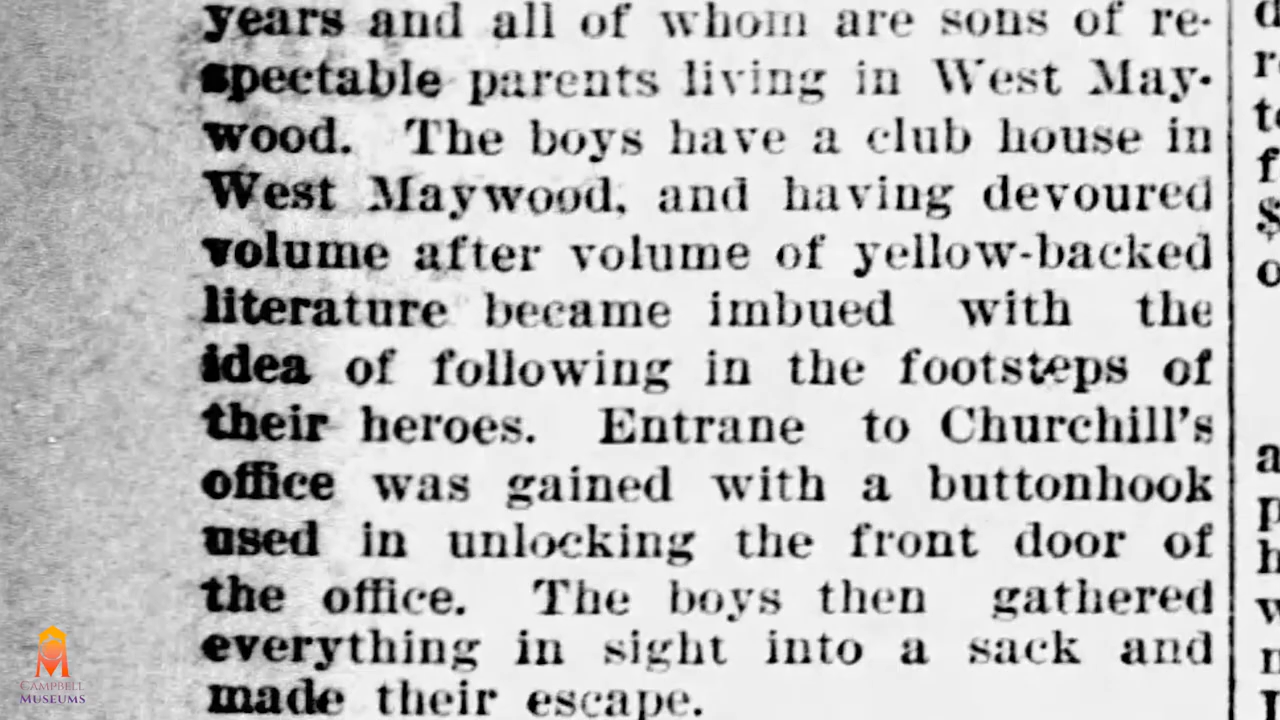 years and all of whom are sons of re-
spectable parents living in West May-
wood. The boys have a club house in
West Maywood, and having devoured
volume after volume of yellow-backed
literature became imbued with the
idea of following in the footsteps of
their heroes. Entrane to Churchill's
office was gained with a buttonhook
used in unlocking the front door of
the office. The boys then gathered
everything in sight into a sack and
made their escape.
CAMPBELL
MUSEUMS